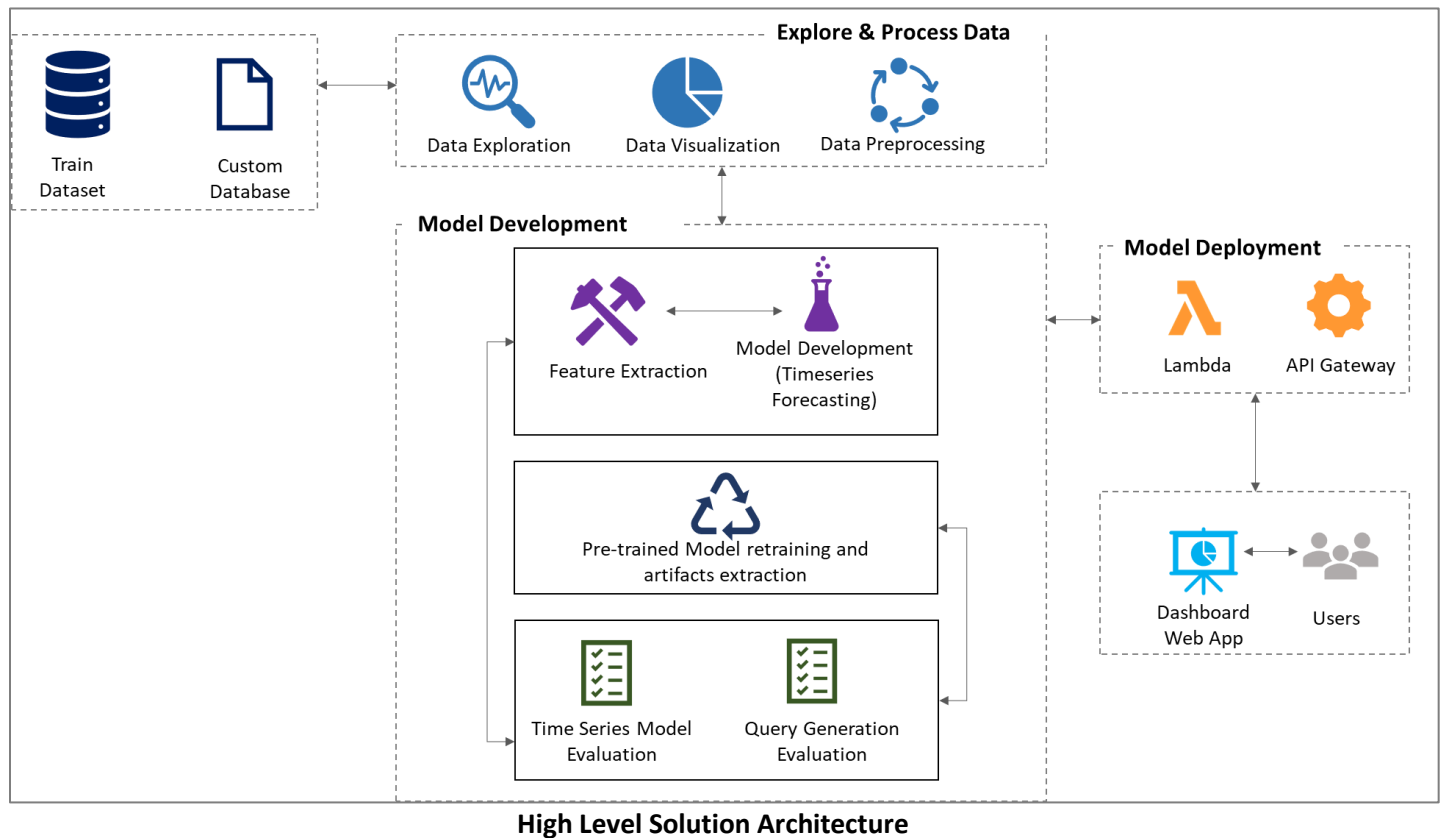 Explore & Process Data
Train
Dataset
Custom
Database
Data Exploration
Data Visualization
Data Preprocessing
Model Development
Feature Extraction
Model Development
(Timeseries
Forecasting)
Pre-trained Model retraining and
artifacts extraction
Time Series Model
Evaluation
Query Generation
Evaluation
Model Deployment
Lambda
API Gateway
Dashboard
Web App
Users
High Level Solution Architecture